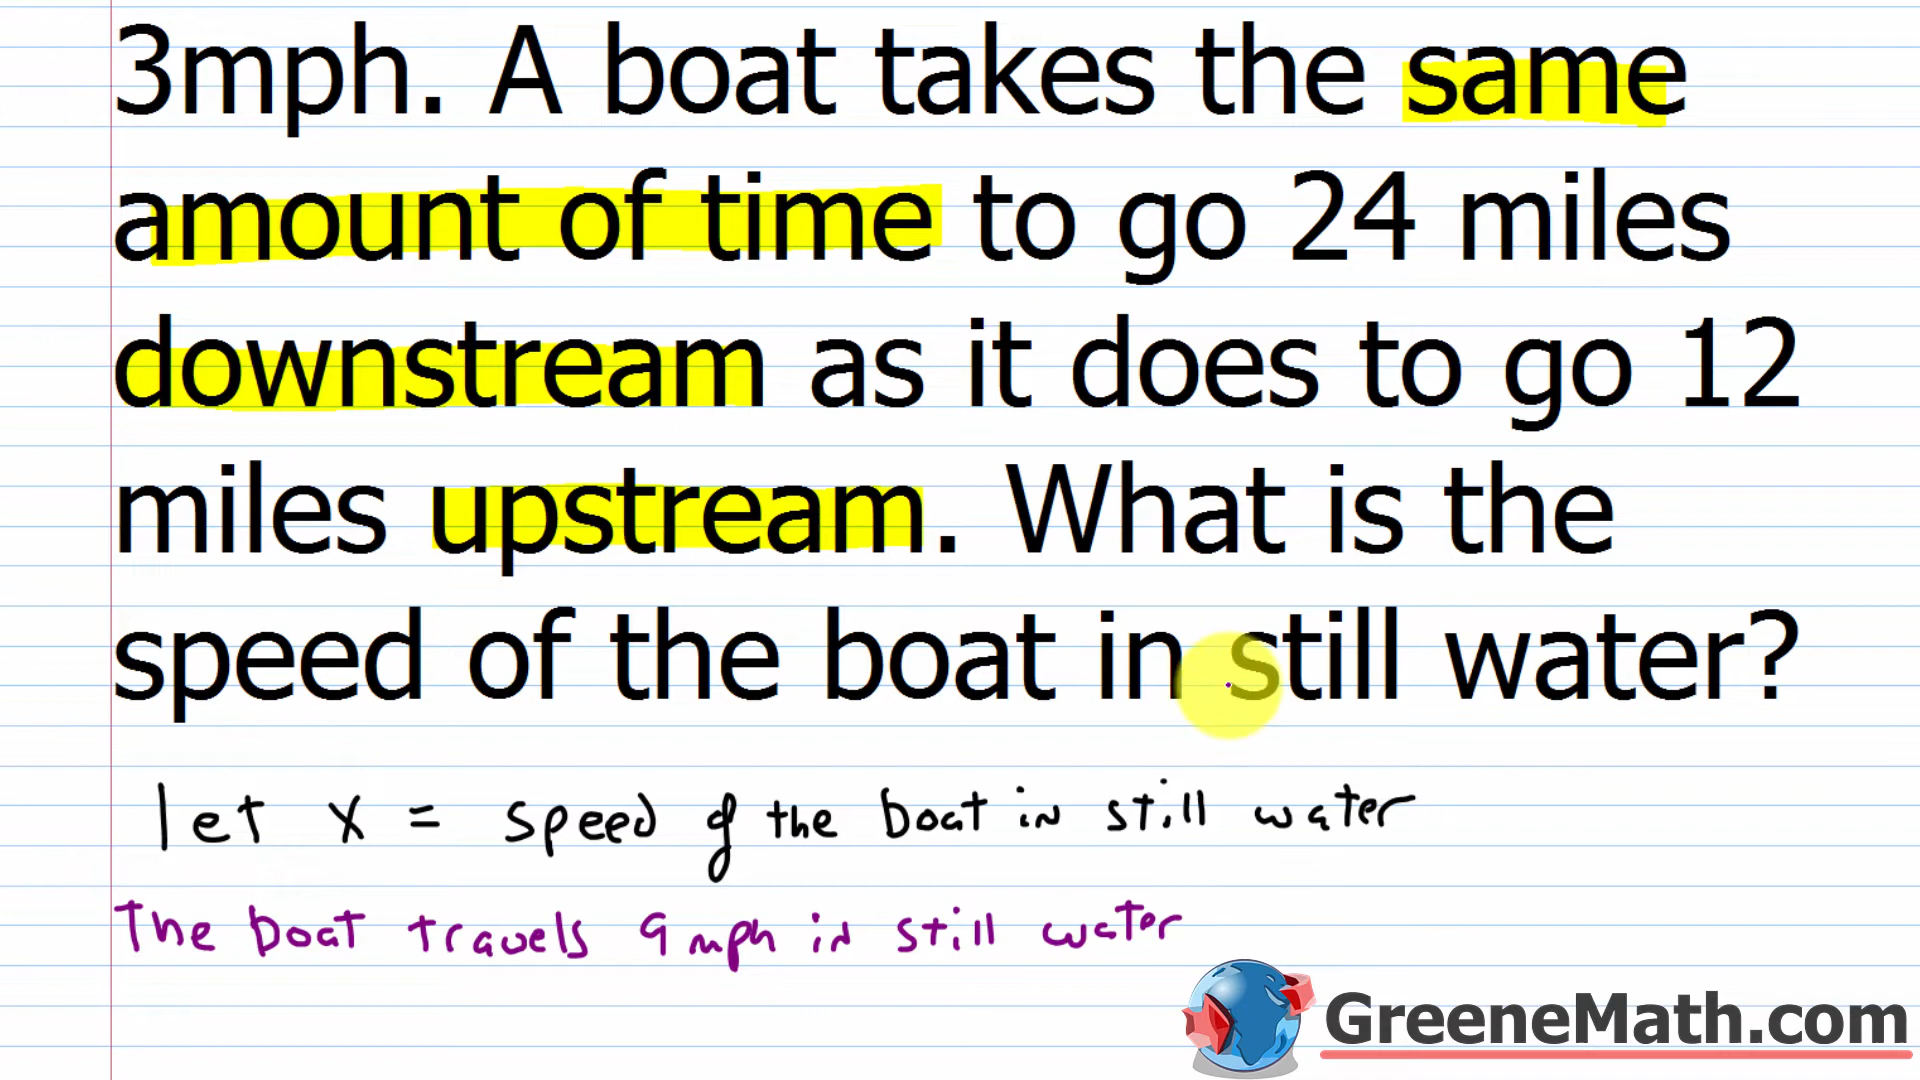 3mph. A boat takes the same
amount of time to go 24 miles
downstream as it does to go 12
miles upstream. What is the
speed of the boat in still water?
let x = speed of the boat in still water
The boat travels 9mph in still water
GreeneMath.com